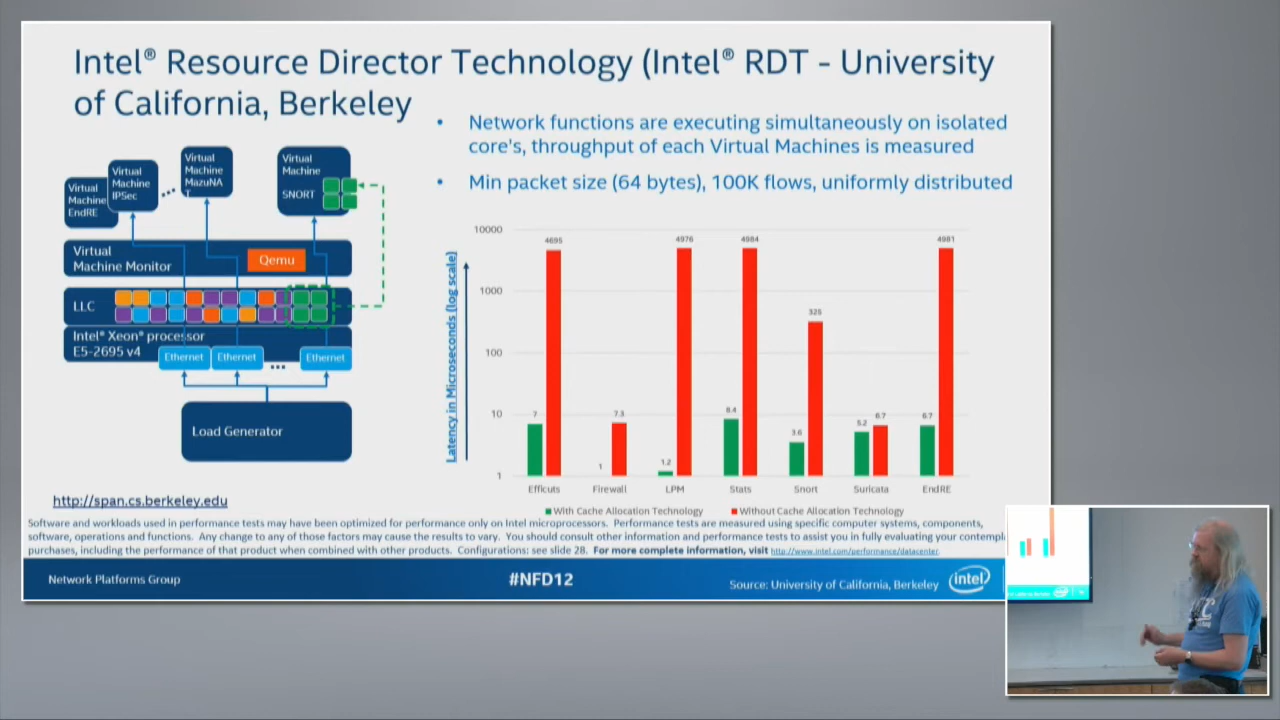 Intel® Resource Director Technology (Intel® RDT - University
of California, Berkeley
• Network functions are executing simultaneously on isolated
core's, throughput of each Virtual Machines is measured
• Min packet size (64 bytes), 100K flows, uniformly distributed
Virtual
Machine
EndRE
Virtual
Machine
IPSec
Virtual
Machine
MazuNA
T
Virtual
Machine
SNORT
Virtual
Machine Monitor
Qemu
LLC
Intel® Xeon® processor
E5-2695 v4
Ethernet
Ethernet
...
Ethernet
Load Generator
http://span.cs.berkeley.edu
Latency in Microseconds (log scale)
10000
1000
100
10
1
7
4695
1
7.3
1.2
4976
8.4
4984
3.6
325
5.2
6.7
6.7
4981
Efficuts
Firewall
LPM
Stats
Snort
Suricata
EndRE
With Cache Allocation Technology
Without Cache Allocation Technology
Software and workloads used in performance tests may have been optimized for performance only on Intel microprocessors. Performance tests are measured using specific computer systems, components,
software, operations and functions. Any change to any of those factors may cause the results to vary. You should consult other information and performance tests to assist you in fully evaluating your contempl
purchases, including the performance of that product when combined with other products. Configurations: see slide 28. For more complete information, visit http://www.intel.com/performance/datacenter.
Network Platforms Group
#NFD12
Source: University of California, Berkeley
intel